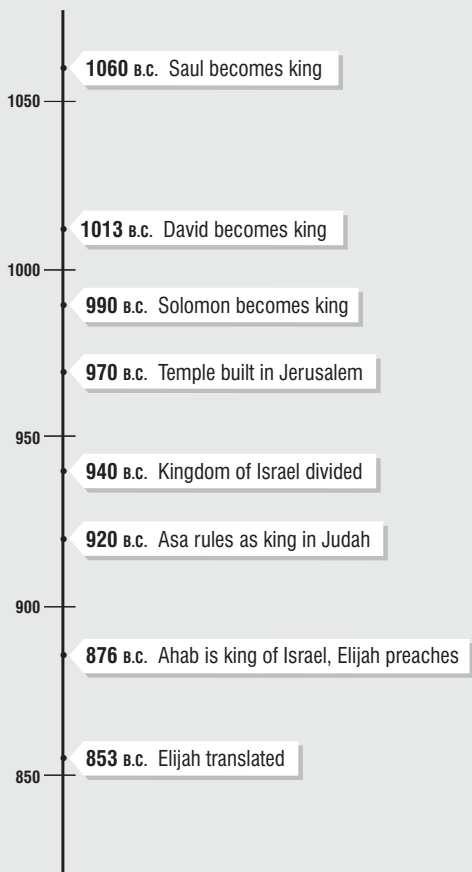 1060 B.C. Saul becomes king
1050
1013 B.C. David becomes king
1000
990 B.C. Solomon becomes king
970 B.C. Temple built in Jerusalem
950
940 B.C. Kingdom of Israel divided
920 B.C. Asa rules as king in Judah
900
876 B.C. Ahab is king of Israel, Elijah preaches
853 B.C. Elijah translated
850